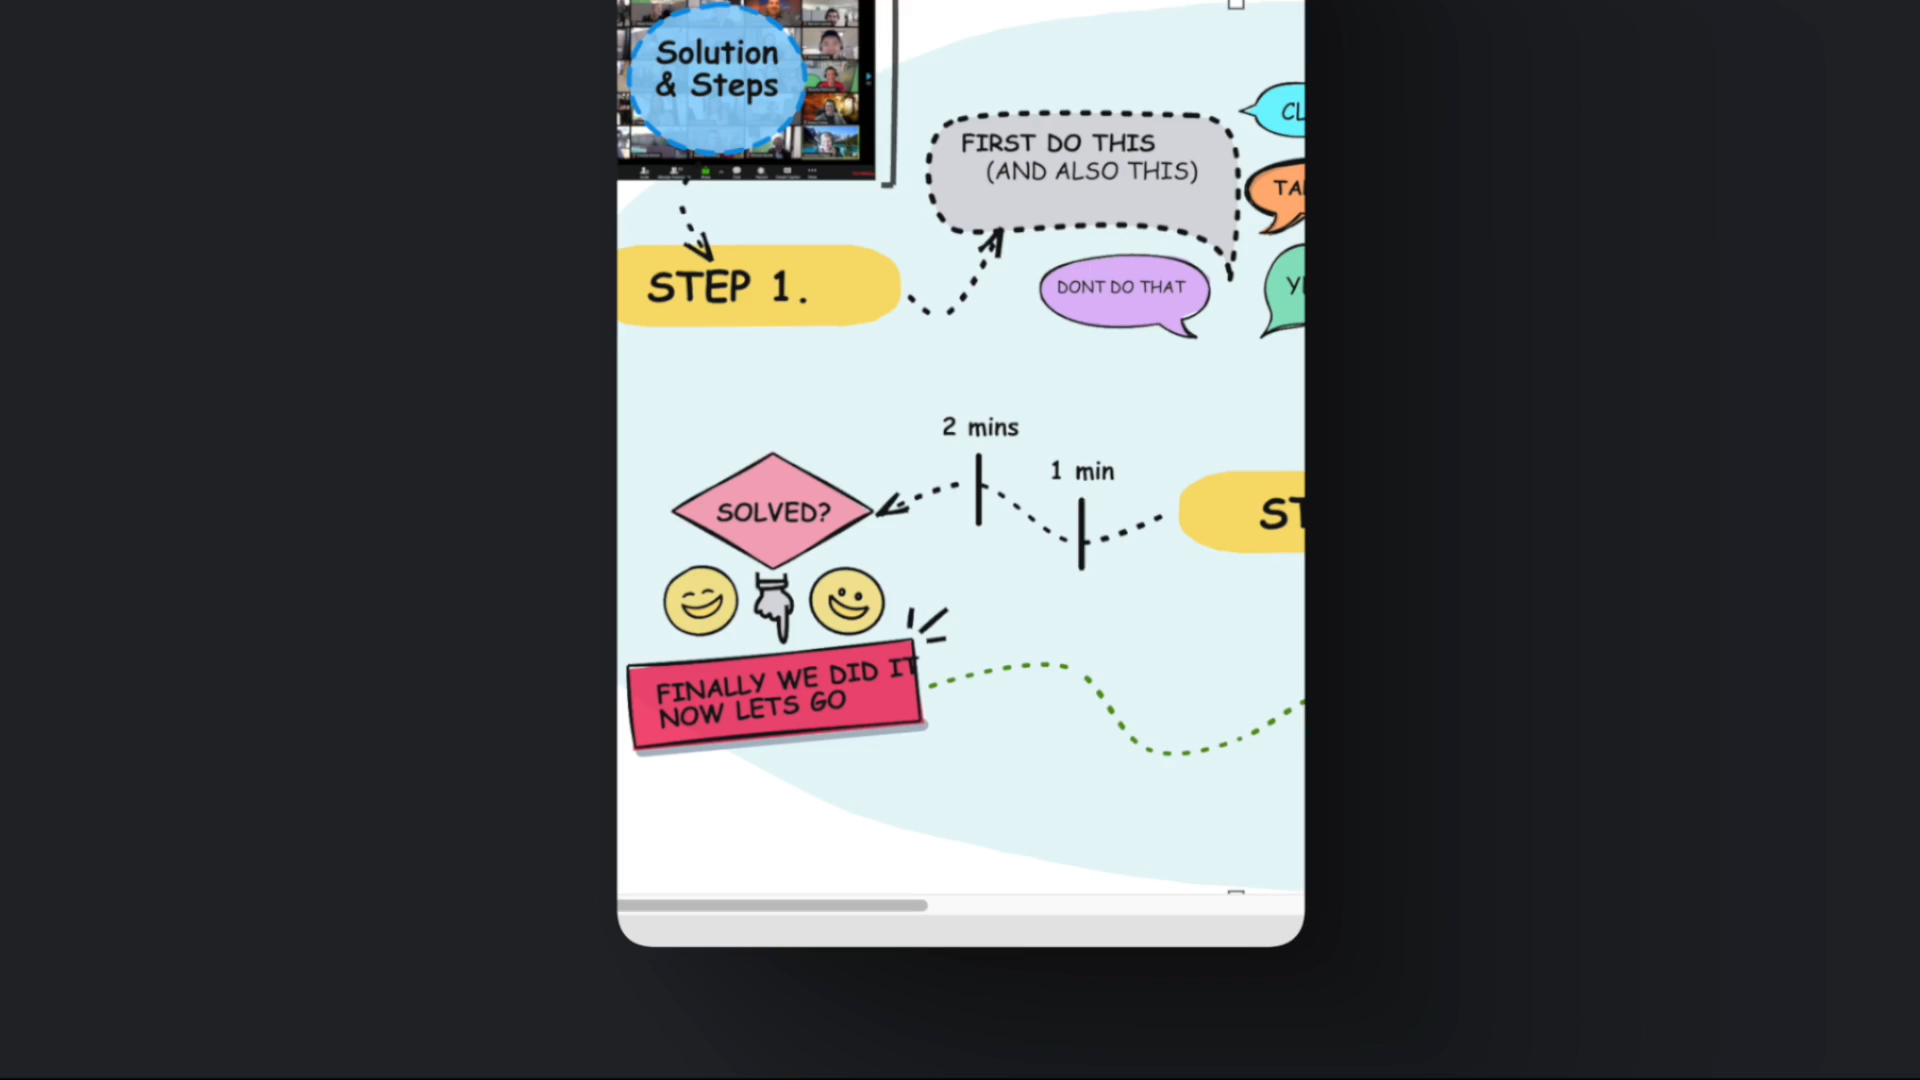 Solution
& Steps
FIRST DO THIS
(AND ALSO THIS)
STEP 1.
DONT DO THAT
2 mins
1 min
SOLVED?
FINALLY WE DID IT
NOW LETS GO